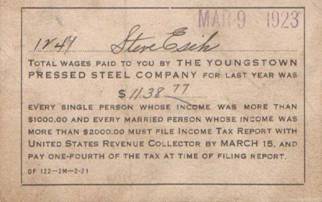 MAR - 9 1923
1247 Steve Esih
TOTAL WAGES PAID TO YOU BY THE YOUNGSTOWN
PRESSED STEEL COMPANY FOR LAST YEAR WAS
$ 1138 77
EVERY SINGLE PERSON WHOSE INCOME WAS MORE THAN
$1000.00 AND EVERY MARRIED PERSON WHOSE INCOME WAS
MORE THAN $2000.00 MUST FILE INCOME TAX REPORT WITH
UNITED STATES REVENUE COLLECTOR BY MARCH 15, AND
PAY ONE-FOURTH OF THE TAX AT TIME OF FILING REPORT.
OF 122—2M—2-21